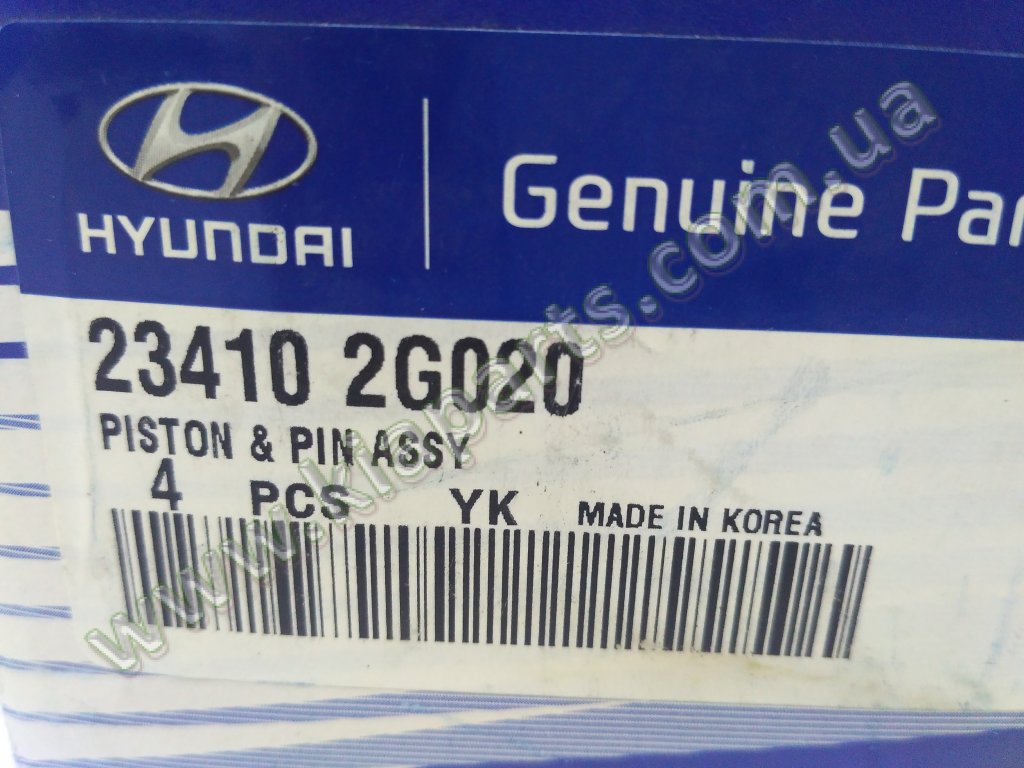 HYUNDAI
Genuine Par
23410 2G020
PISTON & PIN ASSY
4 PCS YK MADE IN KOREA
www.kiaparts.com.ua